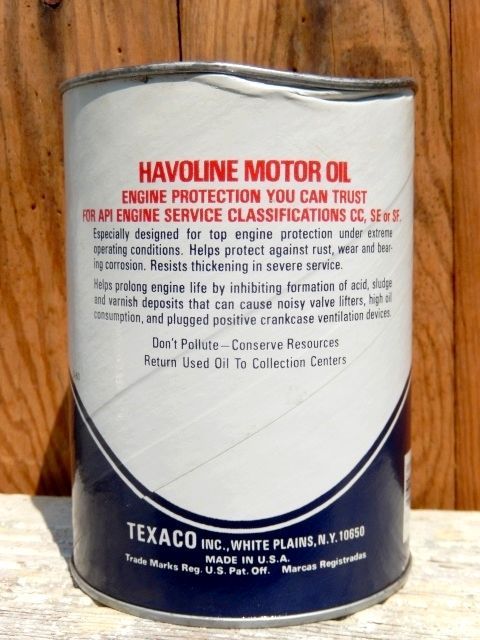 HAVOLINE MOTOR OIL
ENGINE PROTECTION YOU CAN TRUST
FOR API ENGINE SERVICE CLASSIFICATIONS CC, SE or SF.
Especially designed for top engine protection under extreme
operating conditions. Helps protect against rust, wear and bear-
ing corrosion. Resists thickening in severe service.
Helps prolong engine life by inhibiting formation of acid, sludge
and varnish deposits that can cause noisy valve lifters, high oil
consumption, and plugged positive crankcase ventilation devices.
Don't Pollute—Conserve Resources
Return Used Oil To Collection Centers
TEXACO INC., WHITE PLAINS, N.Y. 10650
MADE IN U.S.A.
Trade Marks Reg. U.S. Pat. Off. Marcas Registradas